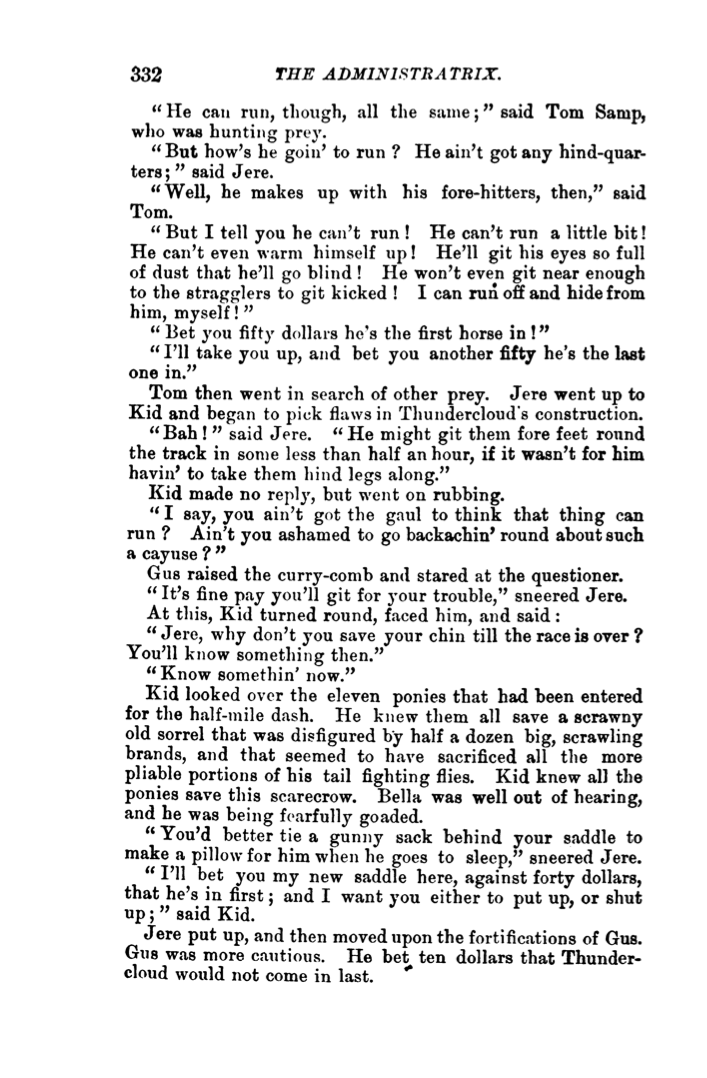 332 THE ADMINISTRATRIX.
"He can run, though, all the same;" said Tom Samp,
who was hunting prey.
"But how's he goin' to run ? He ain't got any hind-quar-
ters;" said Jere.
"Well, he makes up with his fore-hitters, then," said
Tom.
"But I tell you he can't run ! He can't run a little bit!
He can't even warm himself up! He'll git his eyes so full
of dust that he'll go blind ! He won't even git near enough
to the stragglers to git kicked ! I can run off and hide from
him, myself!"
"Bet you fifty dollars he's the first horse in!"
"I'll take you up, and bet you another fifty he's the last
one in."
Tom then went in search of other prey. Jere went up to
Kid and began to pick flaws in Thundercloud's construction.
"Bah!" said Jere. "He might git them fore feet round
the track in some less than half an hour, if it wasn't for him
havin' to take them hind legs along."
Kid made no reply, but went on rubbing.
"I say, you ain't got the gaul to think that thing can
run ? Ain't you ashamed to go backachin' round about such
a cayuse ?"
Gus raised the curry-comb and stared at the questioner.
"It's fine pay you'll git for your trouble," sneered Jere.
At this, Kid turned round, faced him, and said :
"Jere, why don't you save your chin till the race is over ?
You'll know something then."
"Know somethin' now."
Kid looked over the eleven ponies that had been entered
for the half-mile dash. He knew them all save a scrawny
old sorrel that was disfigured by half a dozen big, scrawling
brands, and that seemed to have sacrificed all the more
pliable portions of his tail fighting flies. Kid knew all the
ponies save this scarecrow. Bella was well out of hearing,
and he was being fearfully goaded.
"You'd better tie a gunny sack behind your saddle to
make a pillow for him when he goes to sleep," sneered Jere.
"I'll bet you my new saddle here, against forty dollars,
that he's in first; and I want you either to put up, or shut
up;" said Kid.
Jere put up, and then moved upon the fortifications of Gus.
Gus was more cautious. He bet ten dollars that Thunder-
cloud would not come in last.